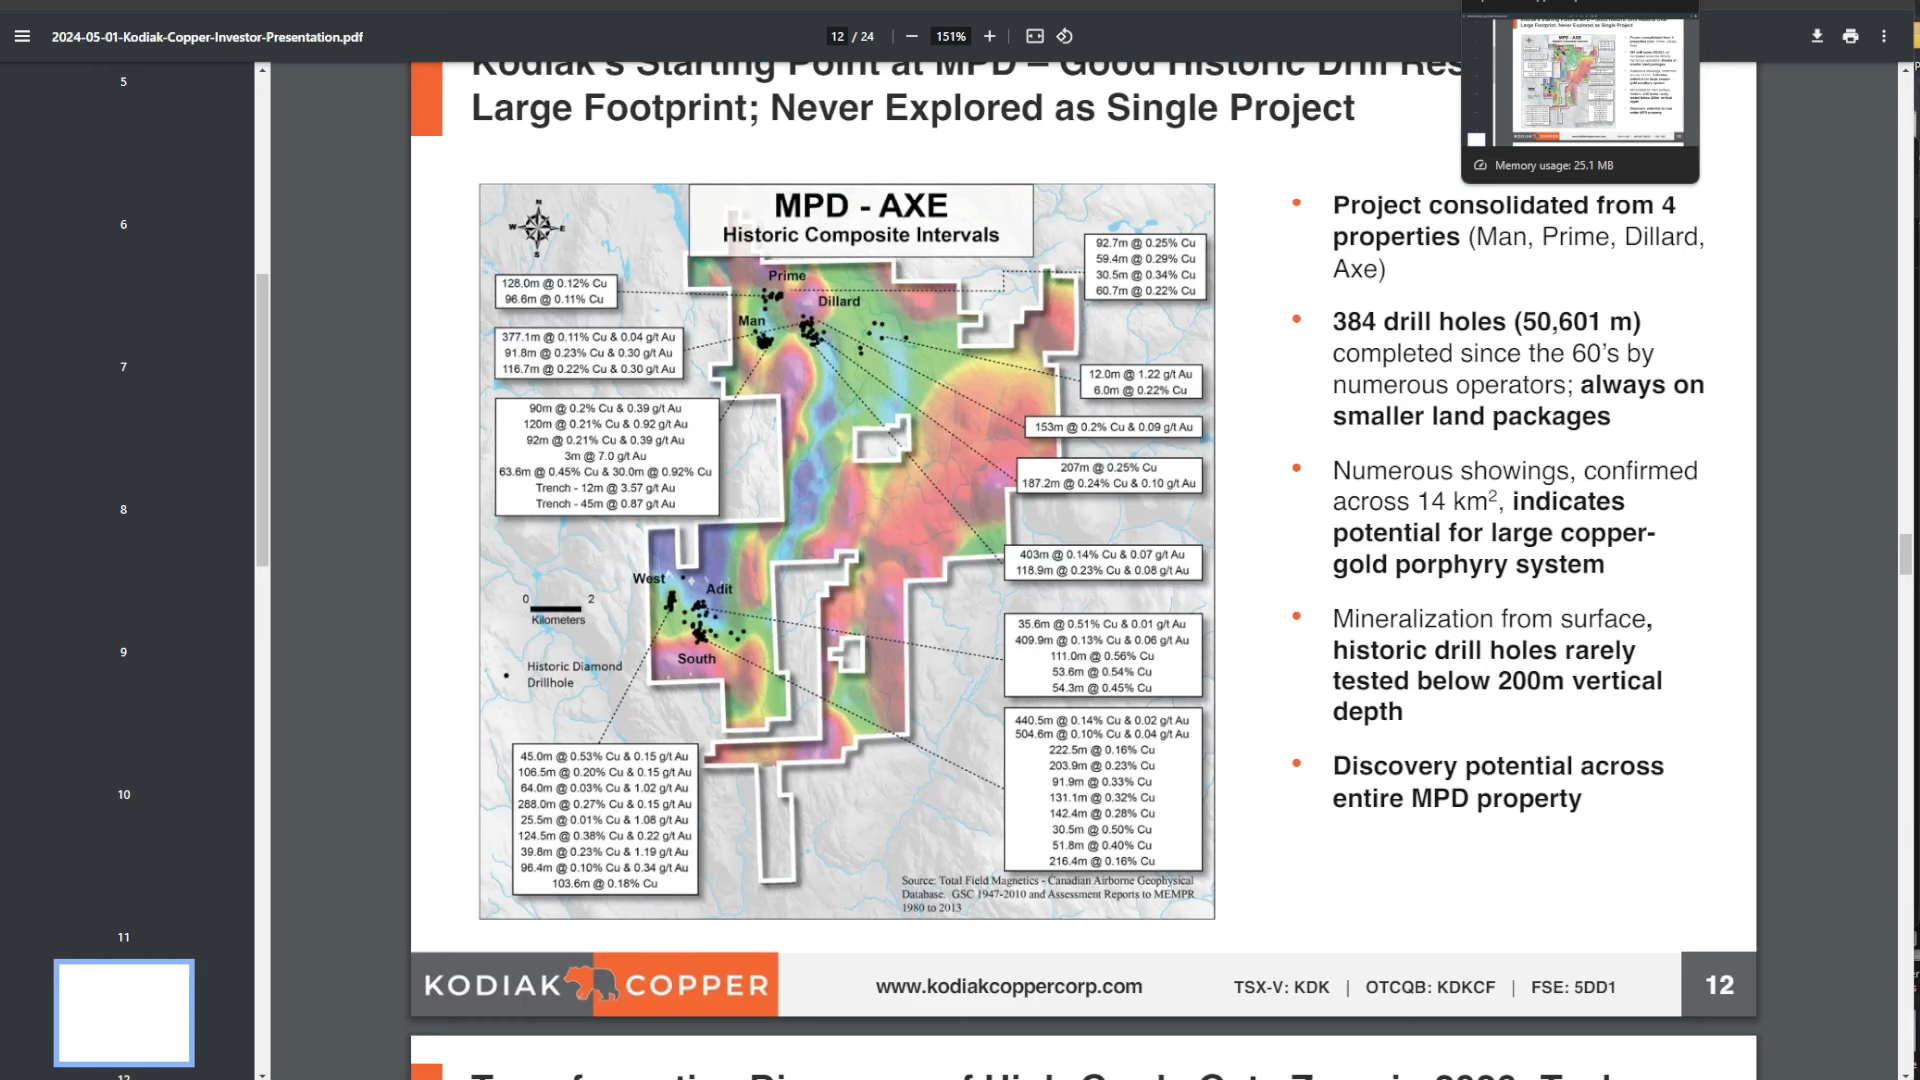 2024-05-01-Kodiak-Copper-Investor-Presentation.pdf
12 / 24
151%
Memory usage: 25.1 MB
5
6
7
8
9
10
11
Kodiak's Starting Point at MPD – Good Historic Drill Res
Large Footprint; Never Explored as Single Project
MPD - AXE
Historic Composite Intervals
N
W E
S
Prime
Dillard
Man
West
Adit
South
0 2
Kilometers
Historic Diamond
Drillhole
128.0m @ 0.12% Cu
96.6m @ 0.11% Cu
377.1m @ 0.11% Cu & 0.04 g/t Au
91.8m @ 0.23% Cu & 0.30 g/t Au
116.7m @ 0.22% Cu & 0.30 g/t Au
90m @ 0.2% Cu & 0.39 g/t Au
120m @ 0.21% Cu & 0.92 g/t Au
92m @ 0.21% Cu & 0.39 g/t Au
3m @ 7.0 g/t Au
63.6m @ 0.45% Cu & 30.0m @ 0.92% Cu
Trench - 12m @ 3.57 g/t Au
Trench - 45m @ 0.87 g/t Au
45.0m @ 0.53% Cu & 0.15 g/t Au
106.5m @ 0.20% Cu & 0.15 g/t Au
64.0m @ 0.03% Cu & 1.02 g/t Au
288.0m @ 0.27% Cu & 0.15 g/t Au
25.5m @ 0.01% Cu & 1.08 g/t Au
124.5m @ 0.38% Cu & 0.22 g/t Au
39.8m @ 0.23% Cu & 1.19 g/t Au
96.4m @ 0.10% Cu & 0.34 g/t Au
103.6m @ 0.18% Cu
92.7m @ 0.25% Cu
59.4m @ 0.29% Cu
30.5m @ 0.34% Cu
60.7m @ 0.22% Cu
12.0m @ 1.22 g/t Au
6.0m @ 0.22% Cu
153m @ 0.2% Cu & 0.09 g/t Au
207m @ 0.25% Cu
187.2m @ 0.24% Cu & 0.10 g/t Au
403m @ 0.14% Cu & 0.07 g/t Au
118.9m @ 0.23% Cu & 0.08 g/t Au
35.6m @ 0.51% Cu & 0.01 g/t Au
409.9m @ 0.13% Cu & 0.06 g/t Au
111.0m @ 0.56% Cu
53.6m @ 0.54% Cu
54.3m @ 0.45% Cu
440.5m @ 0.14% Cu & 0.02 g/t Au
504.6m @ 0.10% Cu & 0.04 g/t Au
222.5m @ 0.16% Cu
203.9m @ 0.23% Cu
91.9m @ 0.33% Cu
131.1m @ 0.32% Cu
142.4m @ 0.28% Cu
30.5m @ 0.50% Cu
51.8m @ 0.40% Cu
216.4m @ 0.16% Cu
Source: Total Field Magnetics - Canadian Airborne Geophysical
Database. GSC 1947-2010 and Assessment Reports to MEMPR
1980 to 2013
• Project consolidated from 4
properties (Man, Prime, Dillard,
Axe)
• 384 drill holes (50,601 m)
completed since the 60's by
numerous operators; always on
smaller land packages
• Numerous showings, confirmed
across 14 km², indicates
potential for large copper-
gold porphyry system
• Mineralization from surface,
historic drill holes rarely
tested below 200m vertical
depth
• Discovery potential across
entire MPD property
KODIAK COPPER
www.kodiakcoppercorp.com
TSX-V: KDK | OTCQB: KDKCF | FSE: 5DD1
12